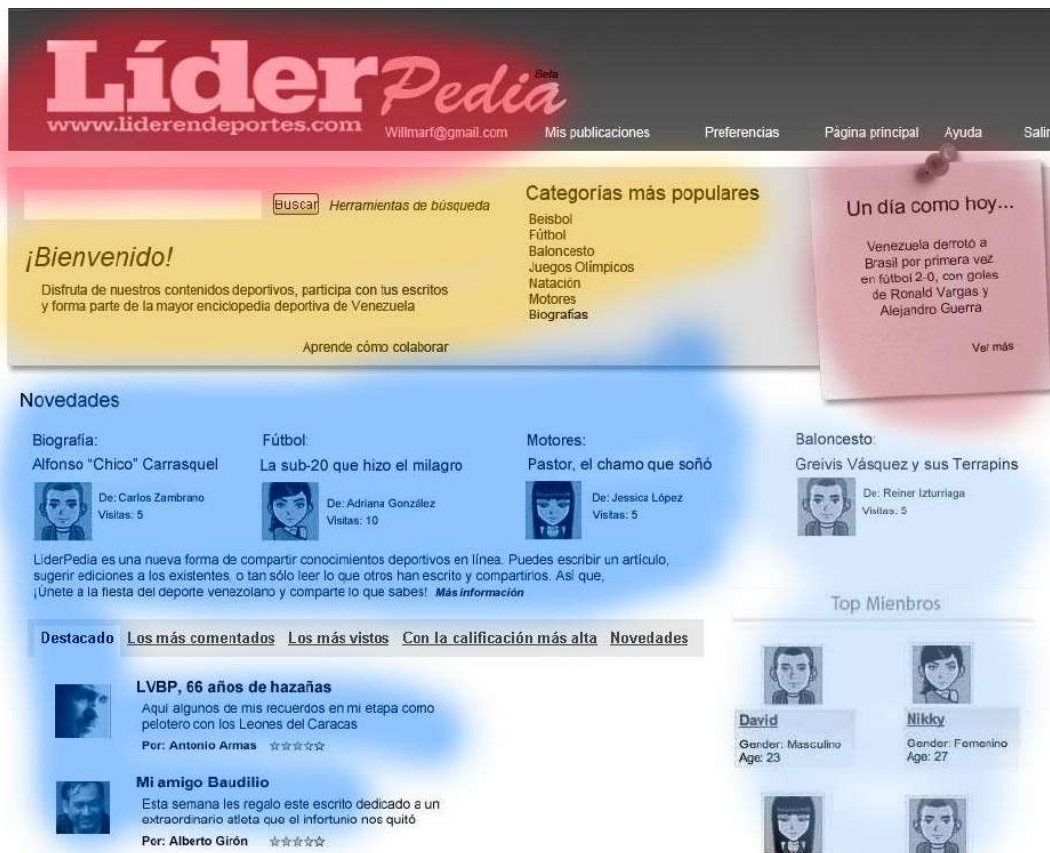 LíderPedia Beta
www.liderendeportes.com
Willmarf@gmail.com Mis publicaciones Preferencias Página principal Ayuda Salir
Buscar Herramientas de búsqueda
¡Bienvenido!
Disfruta de nuestros contenidos deportivos, participa con tus escritos
y forma parte de la mayor enciclopedia deportiva de Venezuela
Aprende cómo colaborar
Categorías más populares
Beisbol
Fútbol
Baloncesto
Juegos Olímpicos
Natación
Motores
Biografías
Un día como hoy...
Venezuela derrotó a
Brasil por primera vez
en fútbol 2-0, con goles
de Ronald Vargas y
Alejandro Guerra
Ver más
Novedades
Biografía:
Alfonso “Chico” Carrasquel
De: Carlos Zambrano
Visitas: 5
Fútbol:
La sub-20 que hizo el milagro
De: Adriana González
Visitas: 10
Motores:
Pastor, el chamo que soñó
De: Jessica López
Visitas: 5
Baloncesto:
Greivis Vásquez y sus Terrapins
De: Reiner Izturriaga
Visitas: 5
LíderPedia es una nueva forma de compartir conocimientos deportivos en línea. Puedes escribir un artículo,
sugerir ediciones a los existentes, o tan sólo leer lo que otros han escrito y compartirlos. Así que,
¡Únete a la fiesta del deporte venezolano y comparte lo que sabes! Más información
Destacado Los más comentados Los más vistos Con la calificación más alta Novedades
LVBP, 66 años de hazañas
Aquí algunos de mis recuerdos en mi etapa como
pelotero con los Leones del Caracas
Por: Antonio Armas ☆☆☆☆☆
Mi amigo Baudilio
Esta semana les regalo este escrito dedicado a un
extraordinario atleta que el infortunio nos quitó
Por: Alberto Girón ☆☆☆☆☆
Top Mienbros
David
Gender: Masculino
Age: 23
Nikky
Gender: Femenino
Age: 27